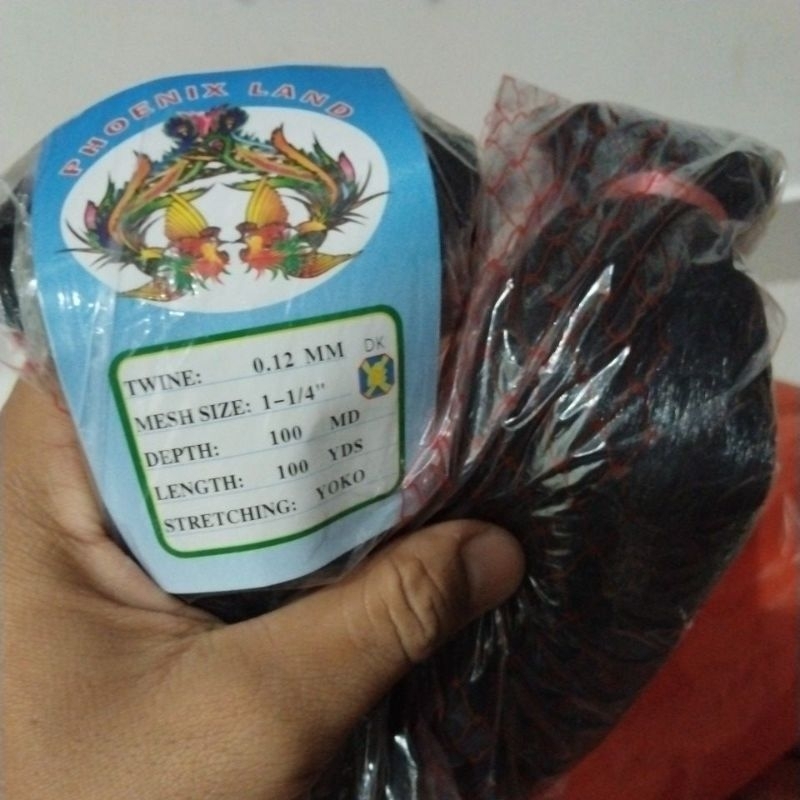 PHOENIX LAND
TWINE: 0.12 MM DK
MESH SIZE: 1-1/4"
DEPTH: 100 MD
LENGTH: 100 YDS
STRETCHING: YOKO